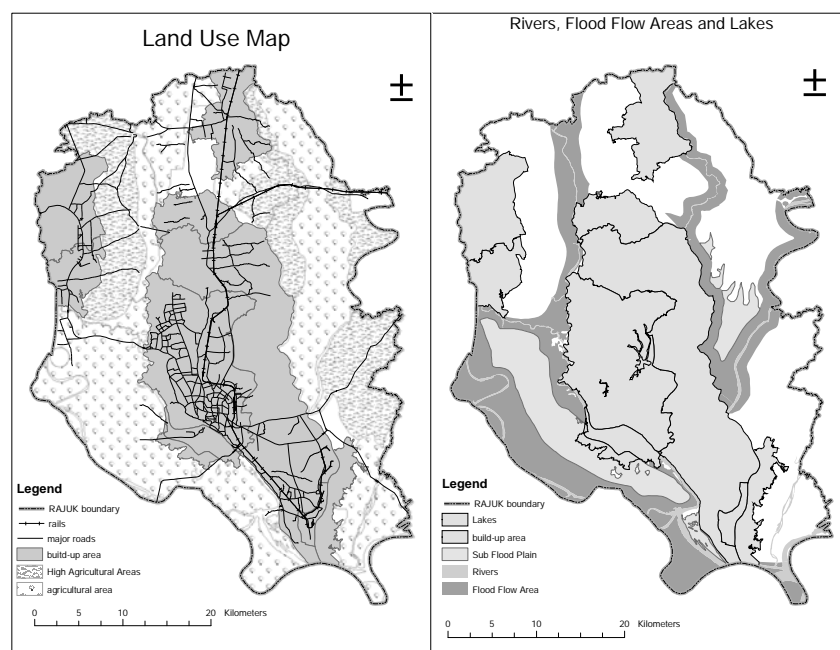 Land Use Map
Legend
RAJUK boundary
rails
major roads
buitd-up area
High Agricultural Areas
agricultural area
0 5 10 20 Kilometers
Rivers, Flood Flow Areas and Lakes
Legend
RAJUK boundary
Lakes
beild-up area
Sub Flood Plain
Rivers
Flood Flow Area
0 5 10 20 Kilometers